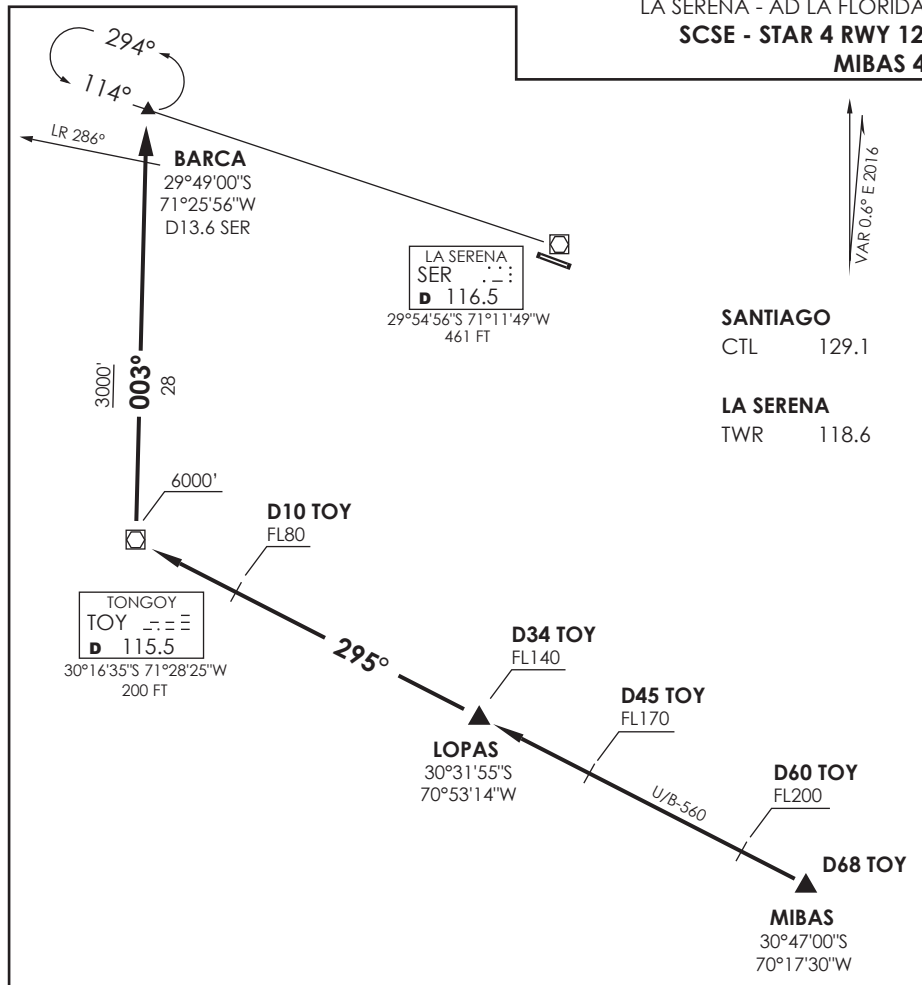 LA SERENA - AD LA FLORIDA
SCSE - STAR 4 RWY 12
MIBAS 4
294°
114°
LR 286°
BARCA
29°49'00"S
71°25'56"W
D13.6 SER
VAR 0.6° E 2016
LA SERENA
SER
D 116.5
29°54'56"S 71°11'49"W
461 FT
SANTIAGO
CTL 129.1
LA SERENA
TWR 118.6
3000'
003°
28
6000'
D10 TOY
FL80
TONGOY
TOY
D 115.5
30°16'35"S 71°28'25"W
200 FT
295°
D34 TOY
FL140
LOPAS
30°31'55"S
70°53'14"W
D45 TOY
FL170
U/B-560
D60 TOY
FL200
D68 TOY
MIBAS
30°47'00"S
70°17'30"W